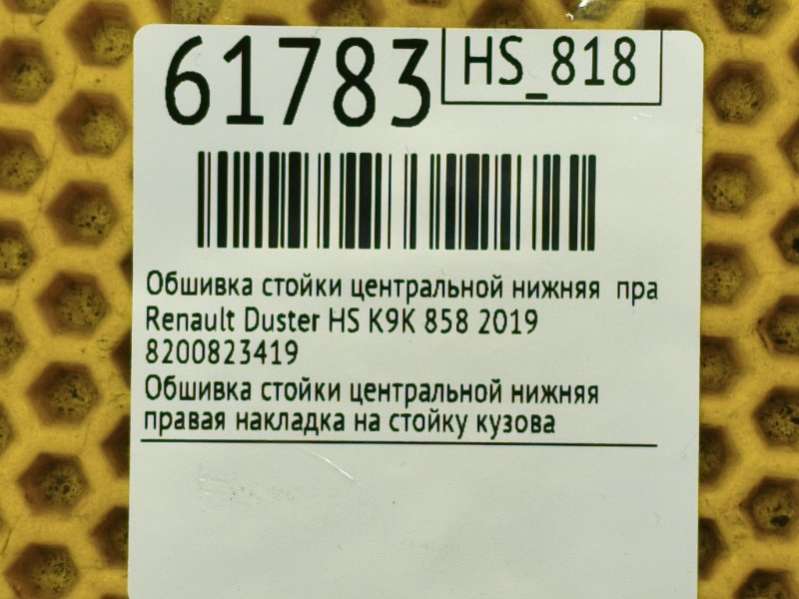 61783 HS_818
Обшивка стойки центральной нижняя пра
Renault Duster HS K9K 858 2019
8200823419
Обшивка стойки центральной нижняя
правая накладка на стойку кузова